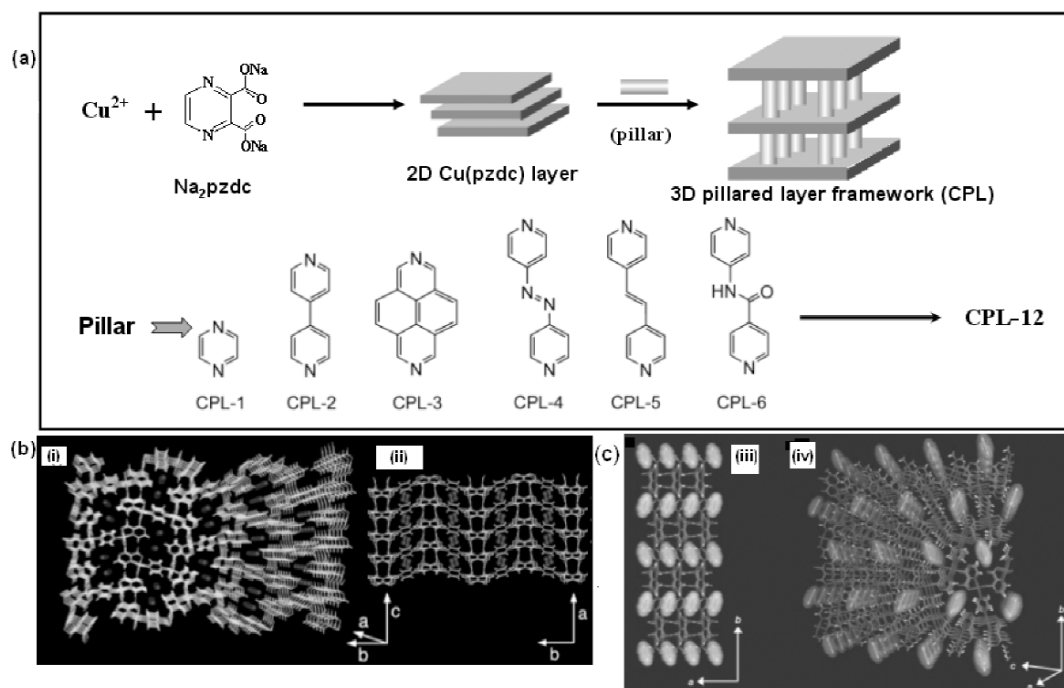 (a)
Cu2+ + N N ONa O O ONa
Na2pzdc
2D Cu(pzdc) layer
(pillar)
3D pillared layer framework (CPL)
Pillar
N N
CPL-1
N N
CPL-2
N N
CPL-3
N N N N
CPL-4
N N
CPL-5
N HN O N
CPL-6
CPL-12
(b)
(i)
(ii)
a
c
b
a
b
(c)
(iii)
(iv)
b
a
b
c